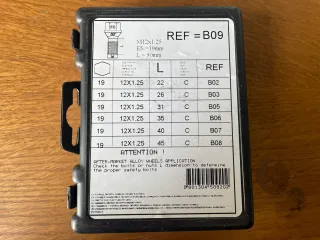 REF =B09
M12x1.25
ES=19mm
L=50mm
L REF
19 12X1.25 22 C B02
19 12X1.25 26 C B03
19 12X1.25 31 C B05
19 12X1.25 35 C B06
19 12X1.25 40 C B07
19 12X1.25 45 C B08
ATTENTION !
AFTER-MARKET ALLOY WHEELS APPLICATION
Check the bolts or nuts L dimension to determine
the proper safety bolts